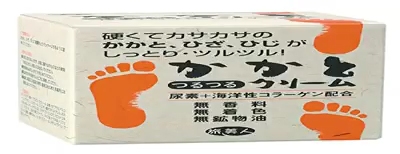 硬くてカサカサの
かかと、ひざ、ひじが
しっとり・ツルツル!!
かかと
つるつるクリーム
尿素+海洋性コラーゲン配合
無香料
無着色
無鉱物油
旅美人